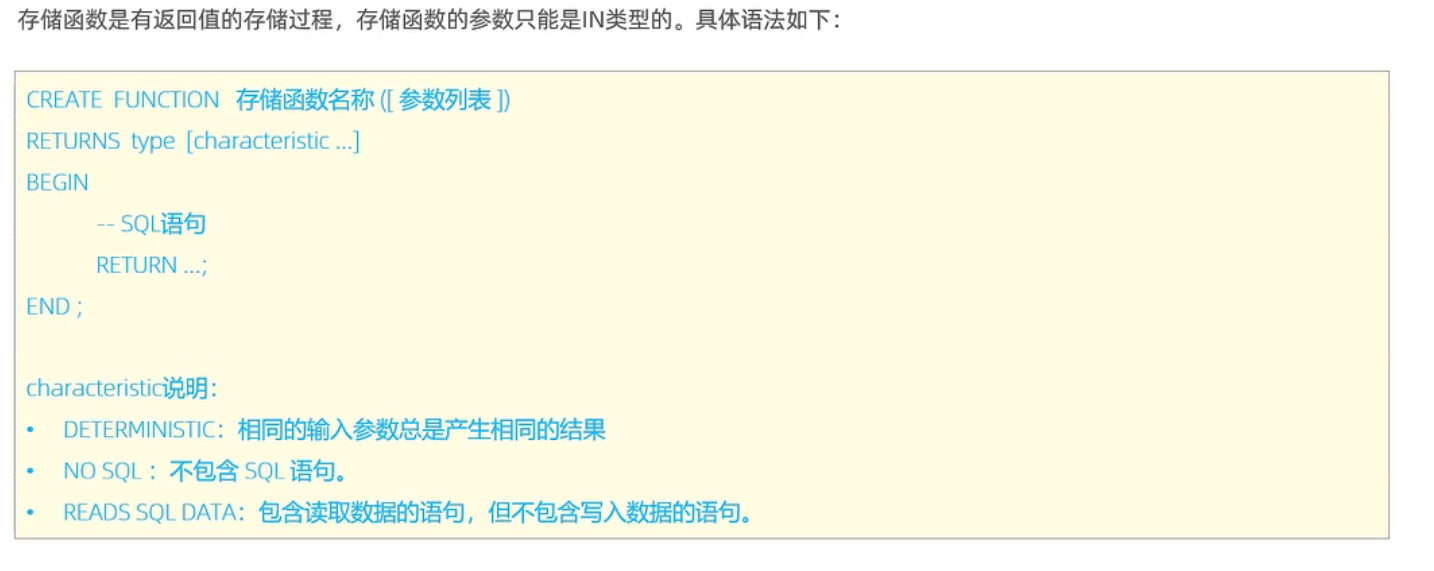 存储函数是有返回值的存储过程，存储函数的参数只能是IN类型的。具体语法如下：
CREATE FUNCTION 存储函数名称 ([ 参数列表 ])
RETURNS type [characteristic ...]
BEGIN
-- SQL语句
RETURN ...;
END ;
characteristic说明：
• DETERMINISTIC：相同的输入参数总是产生相同的结果
• NO SQL ：不包含 SQL 语句。
• READS SQL DATA：包含读取数据的语句，但不包含写入数据的语句。